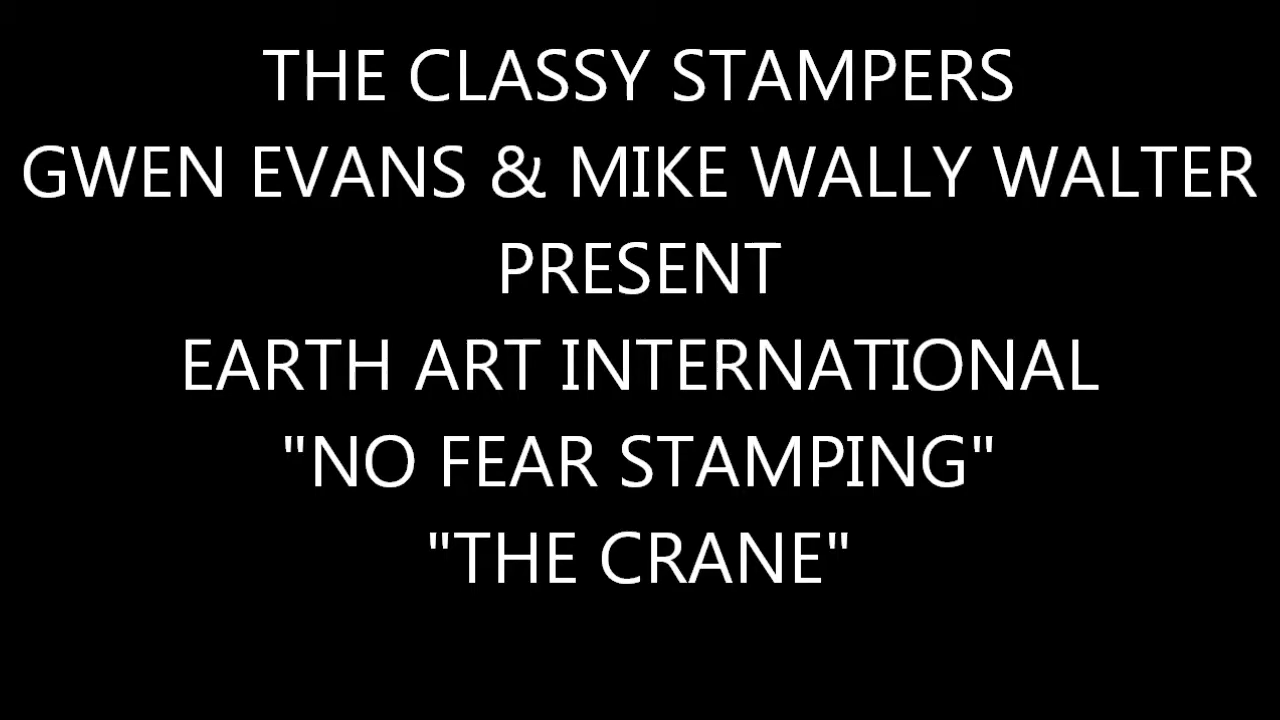 THE CLASSY STAMPERS
GWEN EVANS & MIKE WALLY WALTER
PRESENT
EARTH ART INTERNATIONAL
"NO FEAR STAMPING"
"THE CRANE"